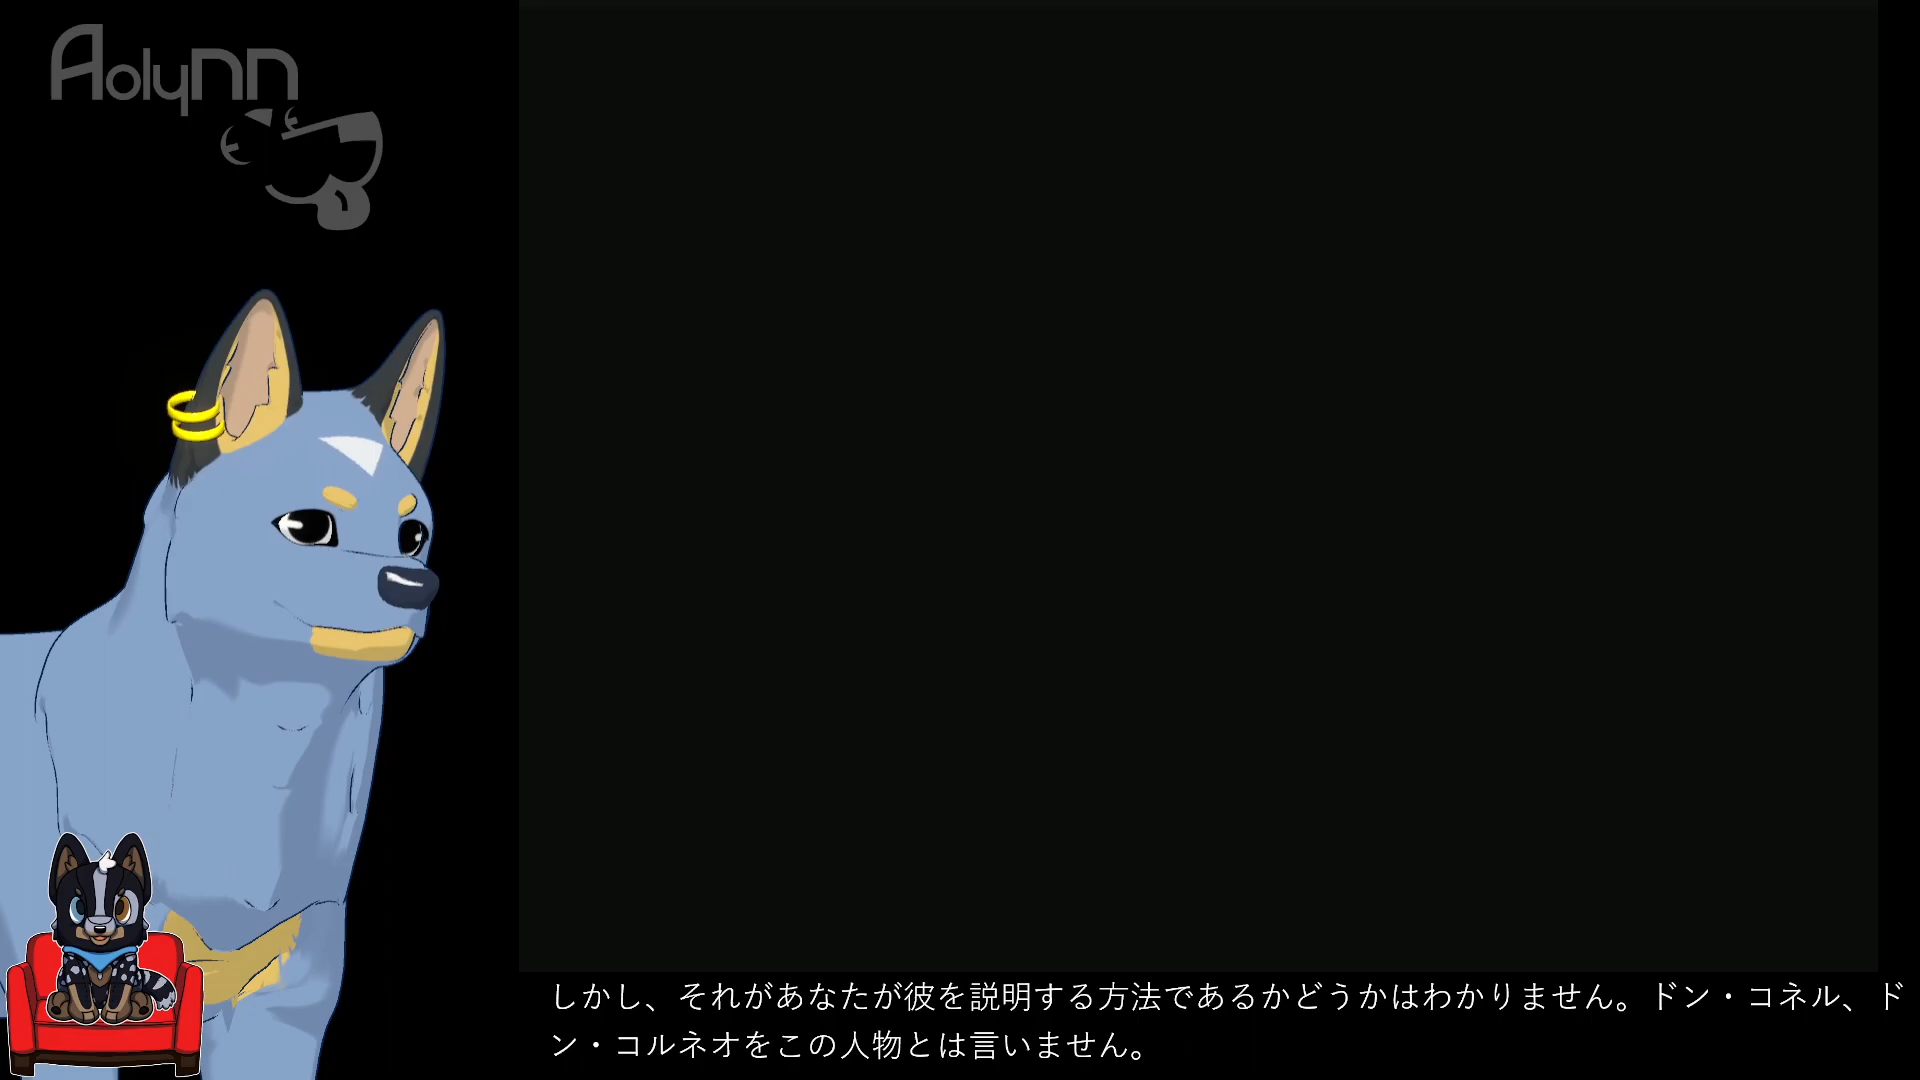 Aolynn
しかし、それがあなたが彼を説明する方法であるかどうかはわかりません。ドン・コネル、ド
ン・コルネオをこの人物とは言いません。